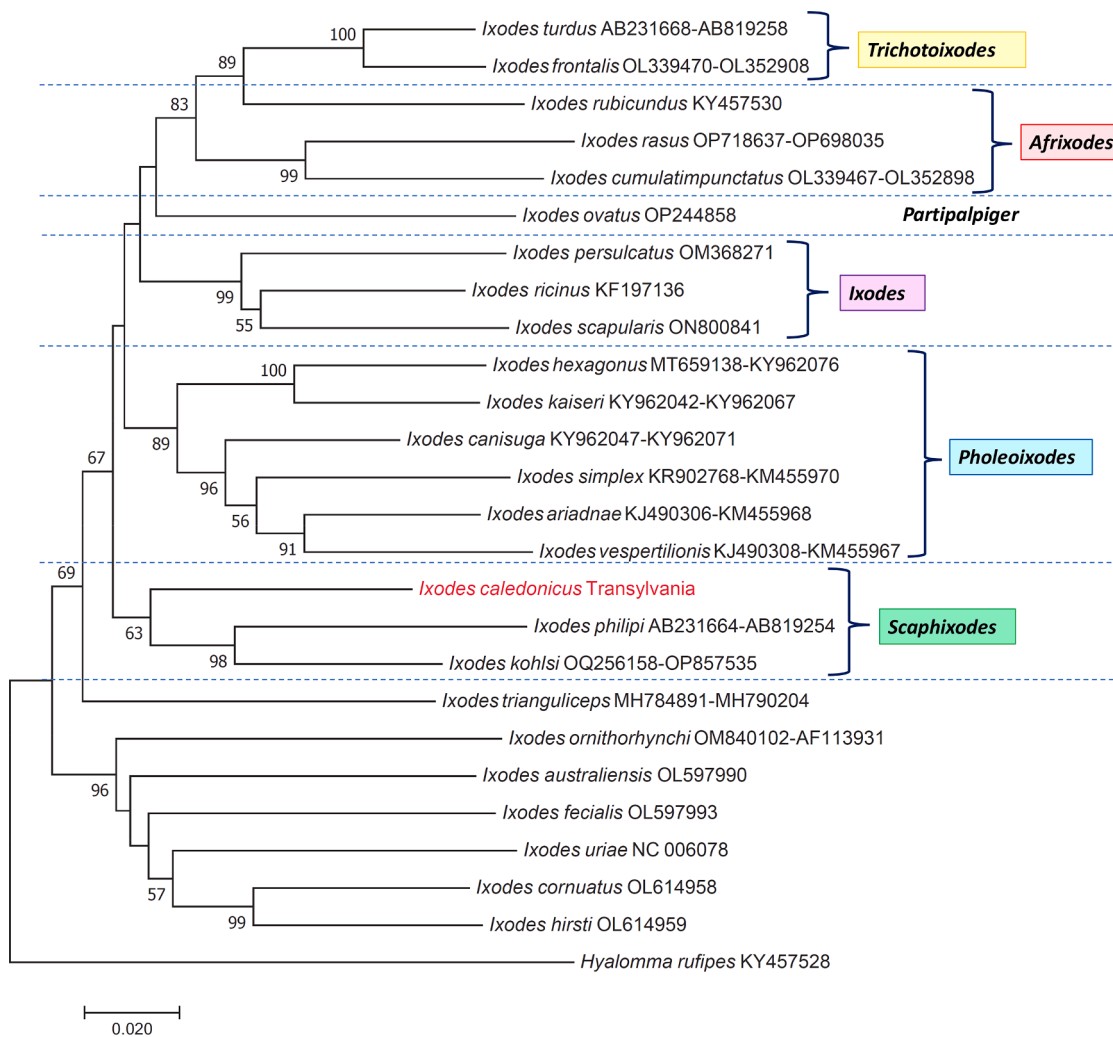 100
Ixodes turdus AB231668-AB819258
Trichotoixodes
Ixodes frontalis OL339470-OL352908
89
83
Ixodes rubicundus KY457530
Ixodes rasus OP718637-OP698035
Afrixodes
99
Ixodes cumulatimpunctatus OL339467-OL352898
Ixodes ovatus OP244858
Partipalpiger
Ixodes persulcatus OM368271
99
Ixodes ricinus KF197136
Ixodes
55
Ixodes scapularis ON800841
100
Ixodes hexagonus MT659138-KY962076
Ixodes kaiseri KY962042-KY962067
89
Ixodes canisuga KY962047-KY962071
67
Pholeoixodes
96
Ixodes simplex KR902768-KM455970
56
Ixodes ariadnae KJ490306-KM455968
91
Ixodes vespertilionis KJ490308-KM455967
69
Ixodes caledonicus Transylvania
63
Ixodes philipi AB231664-AB819254
Scaphixodes
98
Ixodes kohlsi OQ256158-OP857535
Ixodes trianguliceps MH784891-MH790204
Ixodes ornithorhynchi OM840102-AF113931
96
Ixodes australiensis OL597990
Ixodes fecialis OL597993
Ixodes uriae NC 006078
57
Ixodes cornuatus OL614958
99
Ixodes hirsti OL614959
Hyalomma rufipes KY457528
0.020